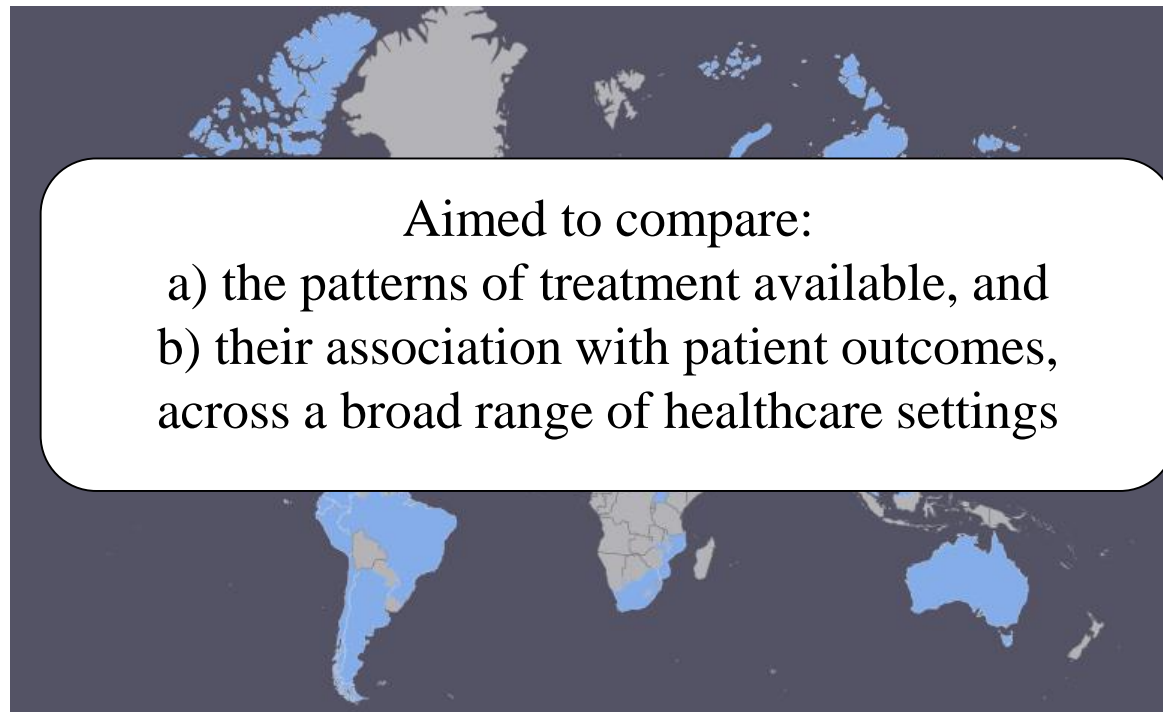 Aimed to compare:
a) the patterns of treatment available, and
b) their association with patient outcomes,
across a broad range of healthcare settings